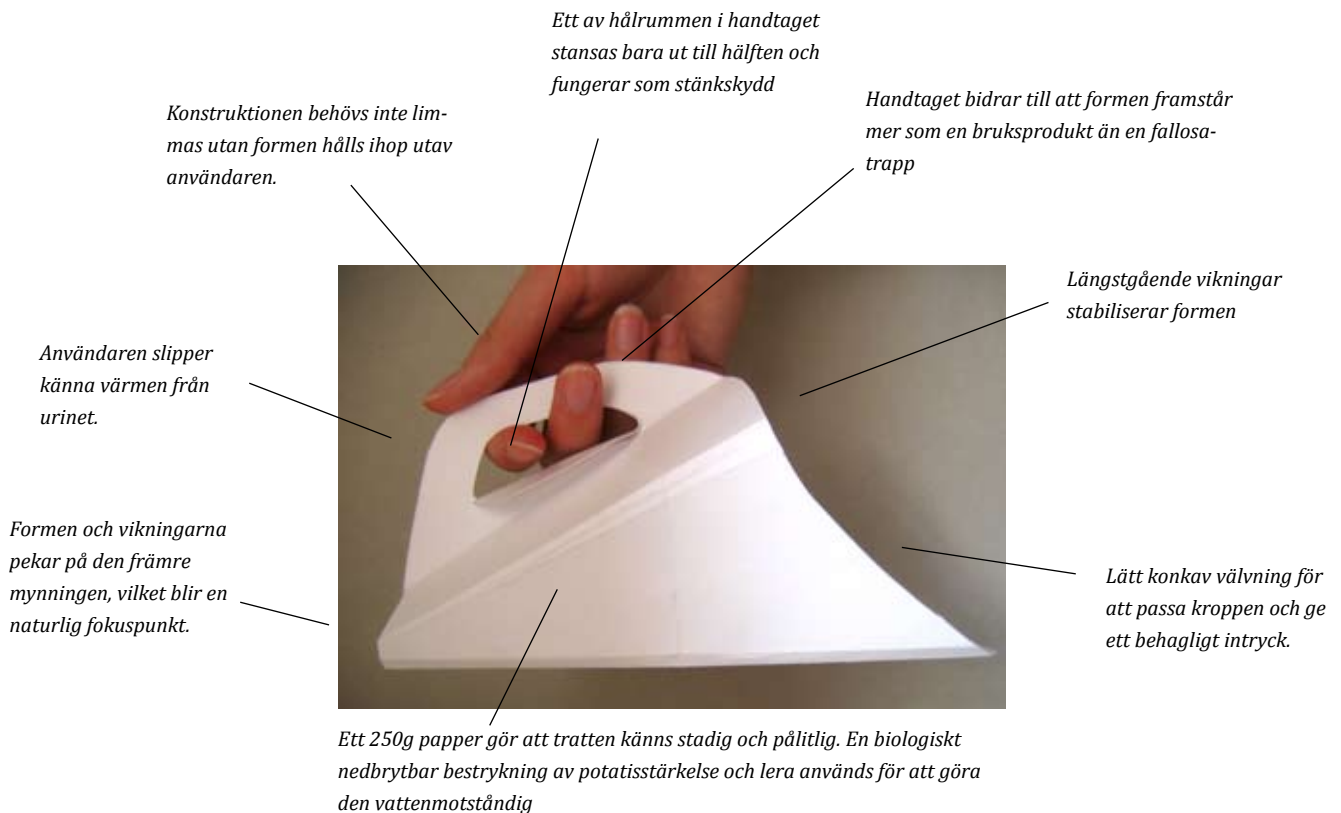 Ett av hålrummen i handtaget
stansas bara ut till hälften och
fungerar som stänkskydd
Handtaget bidrar till att formen framstår
mer som en bruksprodukt än en fallosa-
trapp
Konstruktionen behövs inte lim-
mas utan formen hålls ihop utav
användaren.
Längstgående vikningar
stabiliserar formen
Användaren slipper
känna värmen från
urinet.
Formen och vikningarna
pekar på den främre
mynningen, vilket blir en
naturlig fokuspunkt.
Lätt konkav välvning för
att passa kroppen och ge
ett behagligt intryck.
Ett 250g papper gör att tratten känns stadig och pålitlig. En biologiskt
nedbrytbar bestrykning av potatisstärkelse och lera används för att göra
den vattenmotståndig